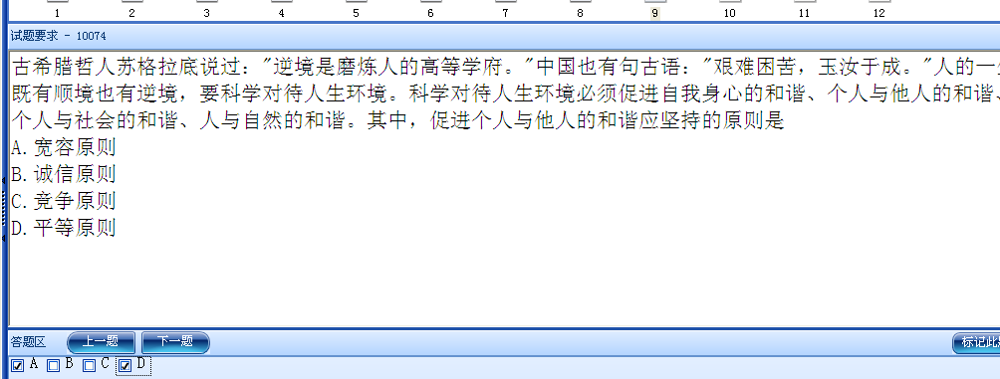 1 2 3 4 5 6 7 8 9 10 11 12
试题要求 - 10074
古希腊哲人苏格拉底说过："逆境是磨炼人的高等学府。"中国也有句古语："艰难困苦，玉汝于成。"人的一
既有顺境也有逆境，要科学对待人生环境。科学对待人生环境必须促进自我身心的和谐、个人与他人的和谐、
个人与社会的和谐、人与自然的和谐。其中，促进个人与他人的和谐应坚持的原则是
A.宽容原则
B.诚信原则
C.竞争原则
D.平等原则
答题区 上一题 下一题 标记此
A B C D